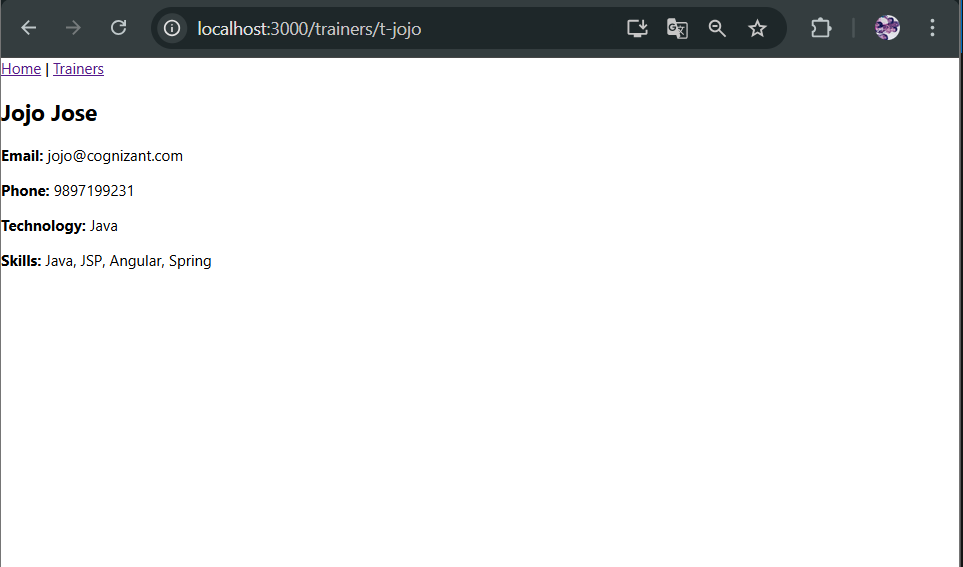 localhost:3000/trainers/t-jojo
Home | Trainers
Jojo Jose
Email: jojo@cognizant.com
Phone: 9897199231
Technology: Java
Skills: Java, JSP, Angular, Spring